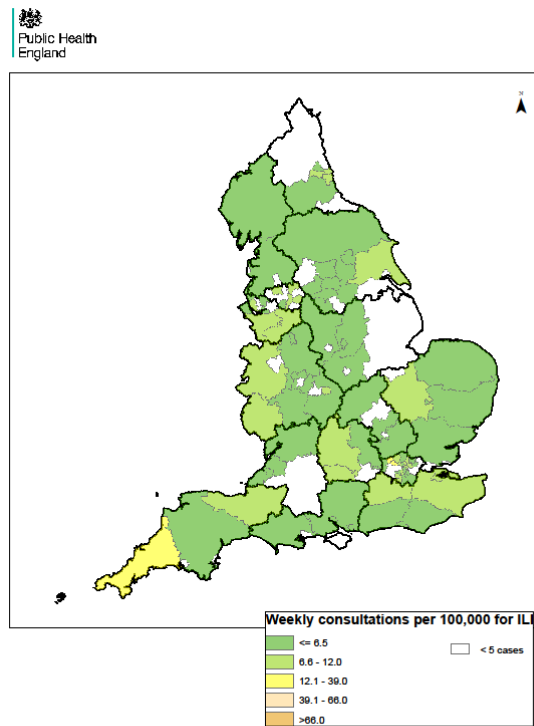 Public Health
England
Weekly consultations per 100,000 for ILI
<= 6.5
6.6 - 12.0
12.1 - 39.0
39.1 - 66.0
>66.0
< 5 cases